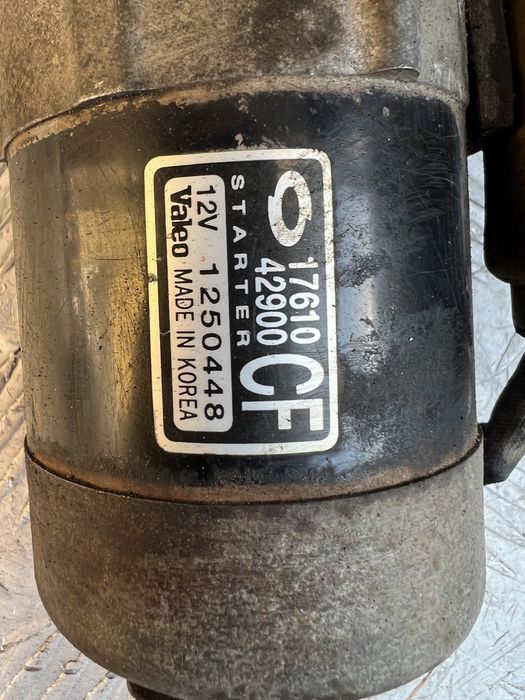 17610
42900
CF
STARTER
12V 1250448
Valeo MADE IN KOREA